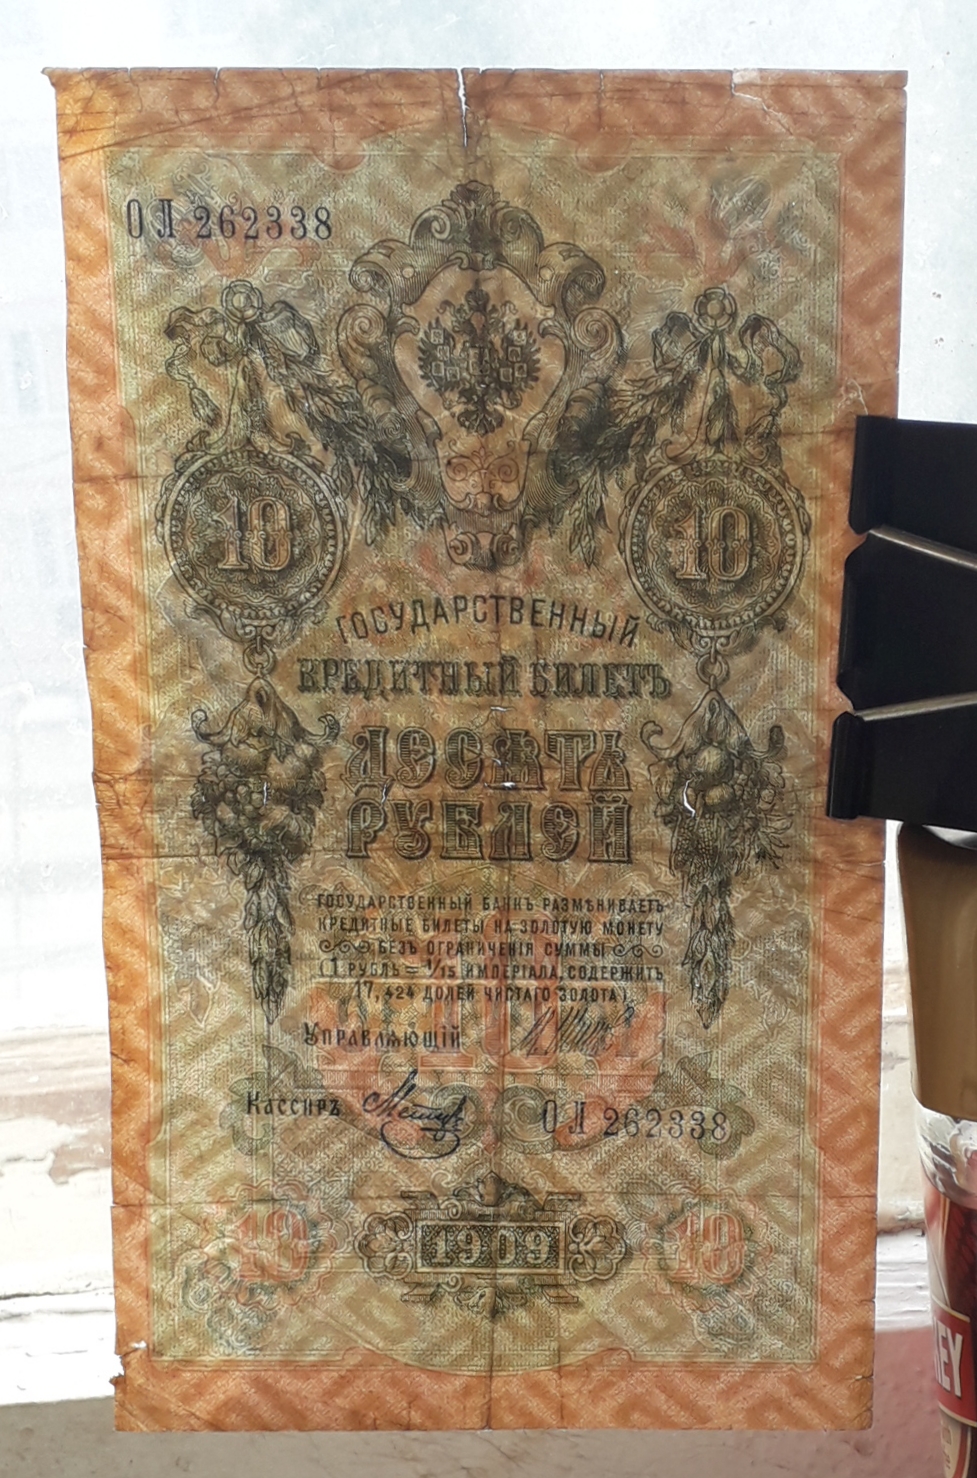 ОЛ 262338
10 10
ГОСУДАРСТВЕННЫЙ
КРЕДИТНЫЙ БИЛЕТЪ
ДЕСЯТЬ
РУБЛЕЙ
ГОСУДАРСТВЕННЫЙ БАНКЪ РАЗМѢНИВАЕТЪ
КРЕДИТНЫЕ БИЛЕТЫ НА ЗОЛОТУЮ МОНЕТУ
БЕЗЪ ОГРАНИЧЕНІЯ СУММЫ
(1 РУБЛЬ = 1/15 ИМПЕРІАЛА, СОДЕРЖИТЪ
17,424 ДОЛЕЙ ЧИСТАГО ЗОЛОТА)
Управляющій
Кассиръ
ОЛ 262338
10 10
1909
EY